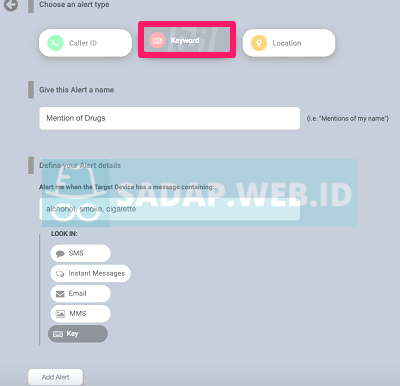 Choose an alert type
Caller ID
Keyword
Location
Give this Alert a name
Mention of Drugs
(i.e. "Mentions of my name")
Define your Alert details
Alert me when the Target Device has a message containing:
SADAP.WEB.ID
alcohool, smoke, cigarette
LOOK IN:
SMS
Instant Messages
Email
MMS
Key
Add Alert